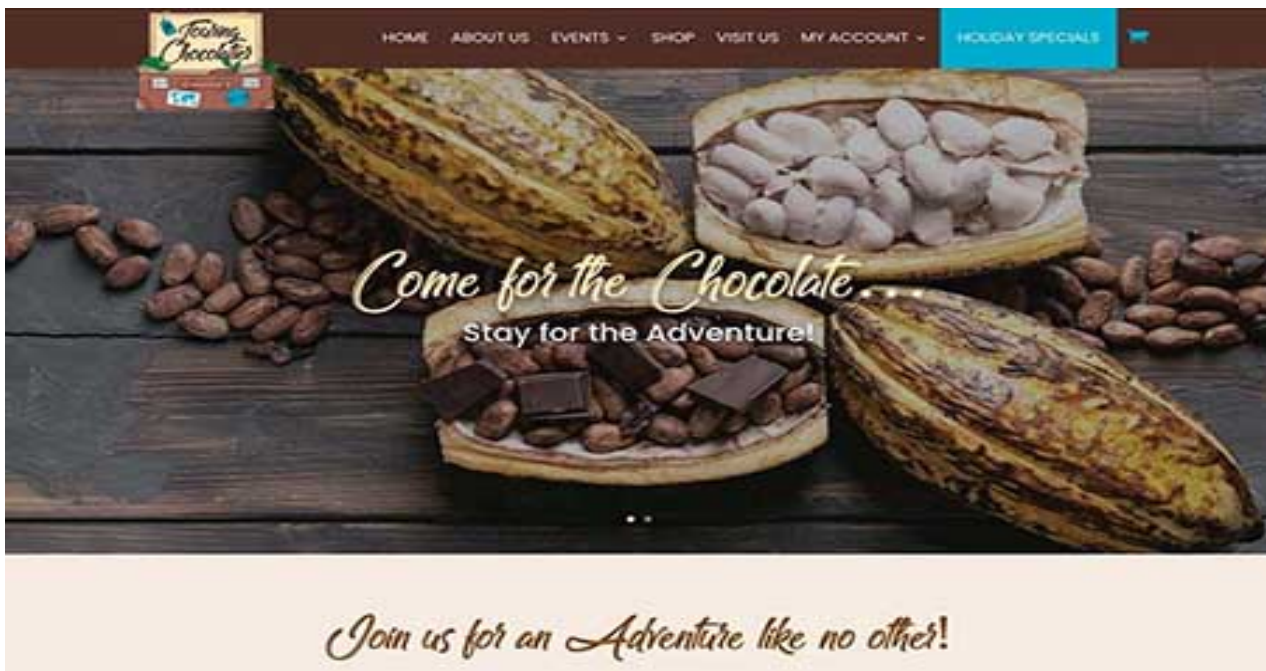 Touring
Chocolatier
HOME ABOUT US EVENTS SHOP VISIT US MY ACCOUNT HOLIDAY SPECIALS
Come for the Chocolate...
Stay for the Adventure!
Join us for an Adventure like no other!